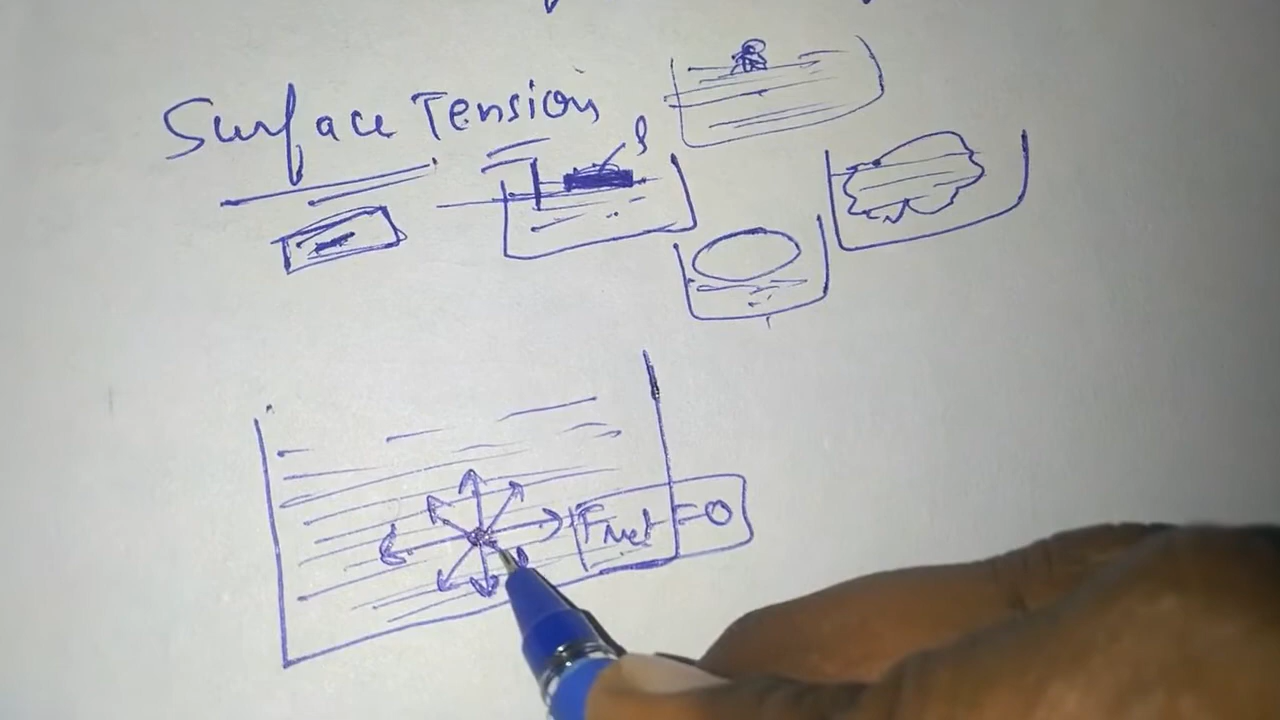 Surface Tension
Fnet = 0